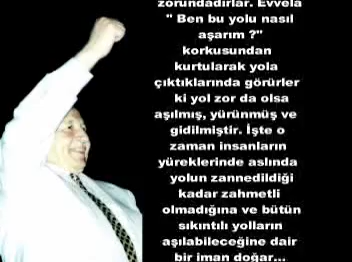 zorundadırlar. Evvela
" Ben bu yolu nasıl
aşarım ?"
korkusundan
kurtularak yola
çıktıklarında görürler
ki yol zor da olsa
aşılmış, yürünmüş ve
gidilmiştir. İşte o
zaman insanların
yüreklerinde aslında
yolun zannedildiği
kadar zahmetli
olmadığına ve bütün
sıkıntılı yolların
aşılabileceğine dair
bir iman doğar...